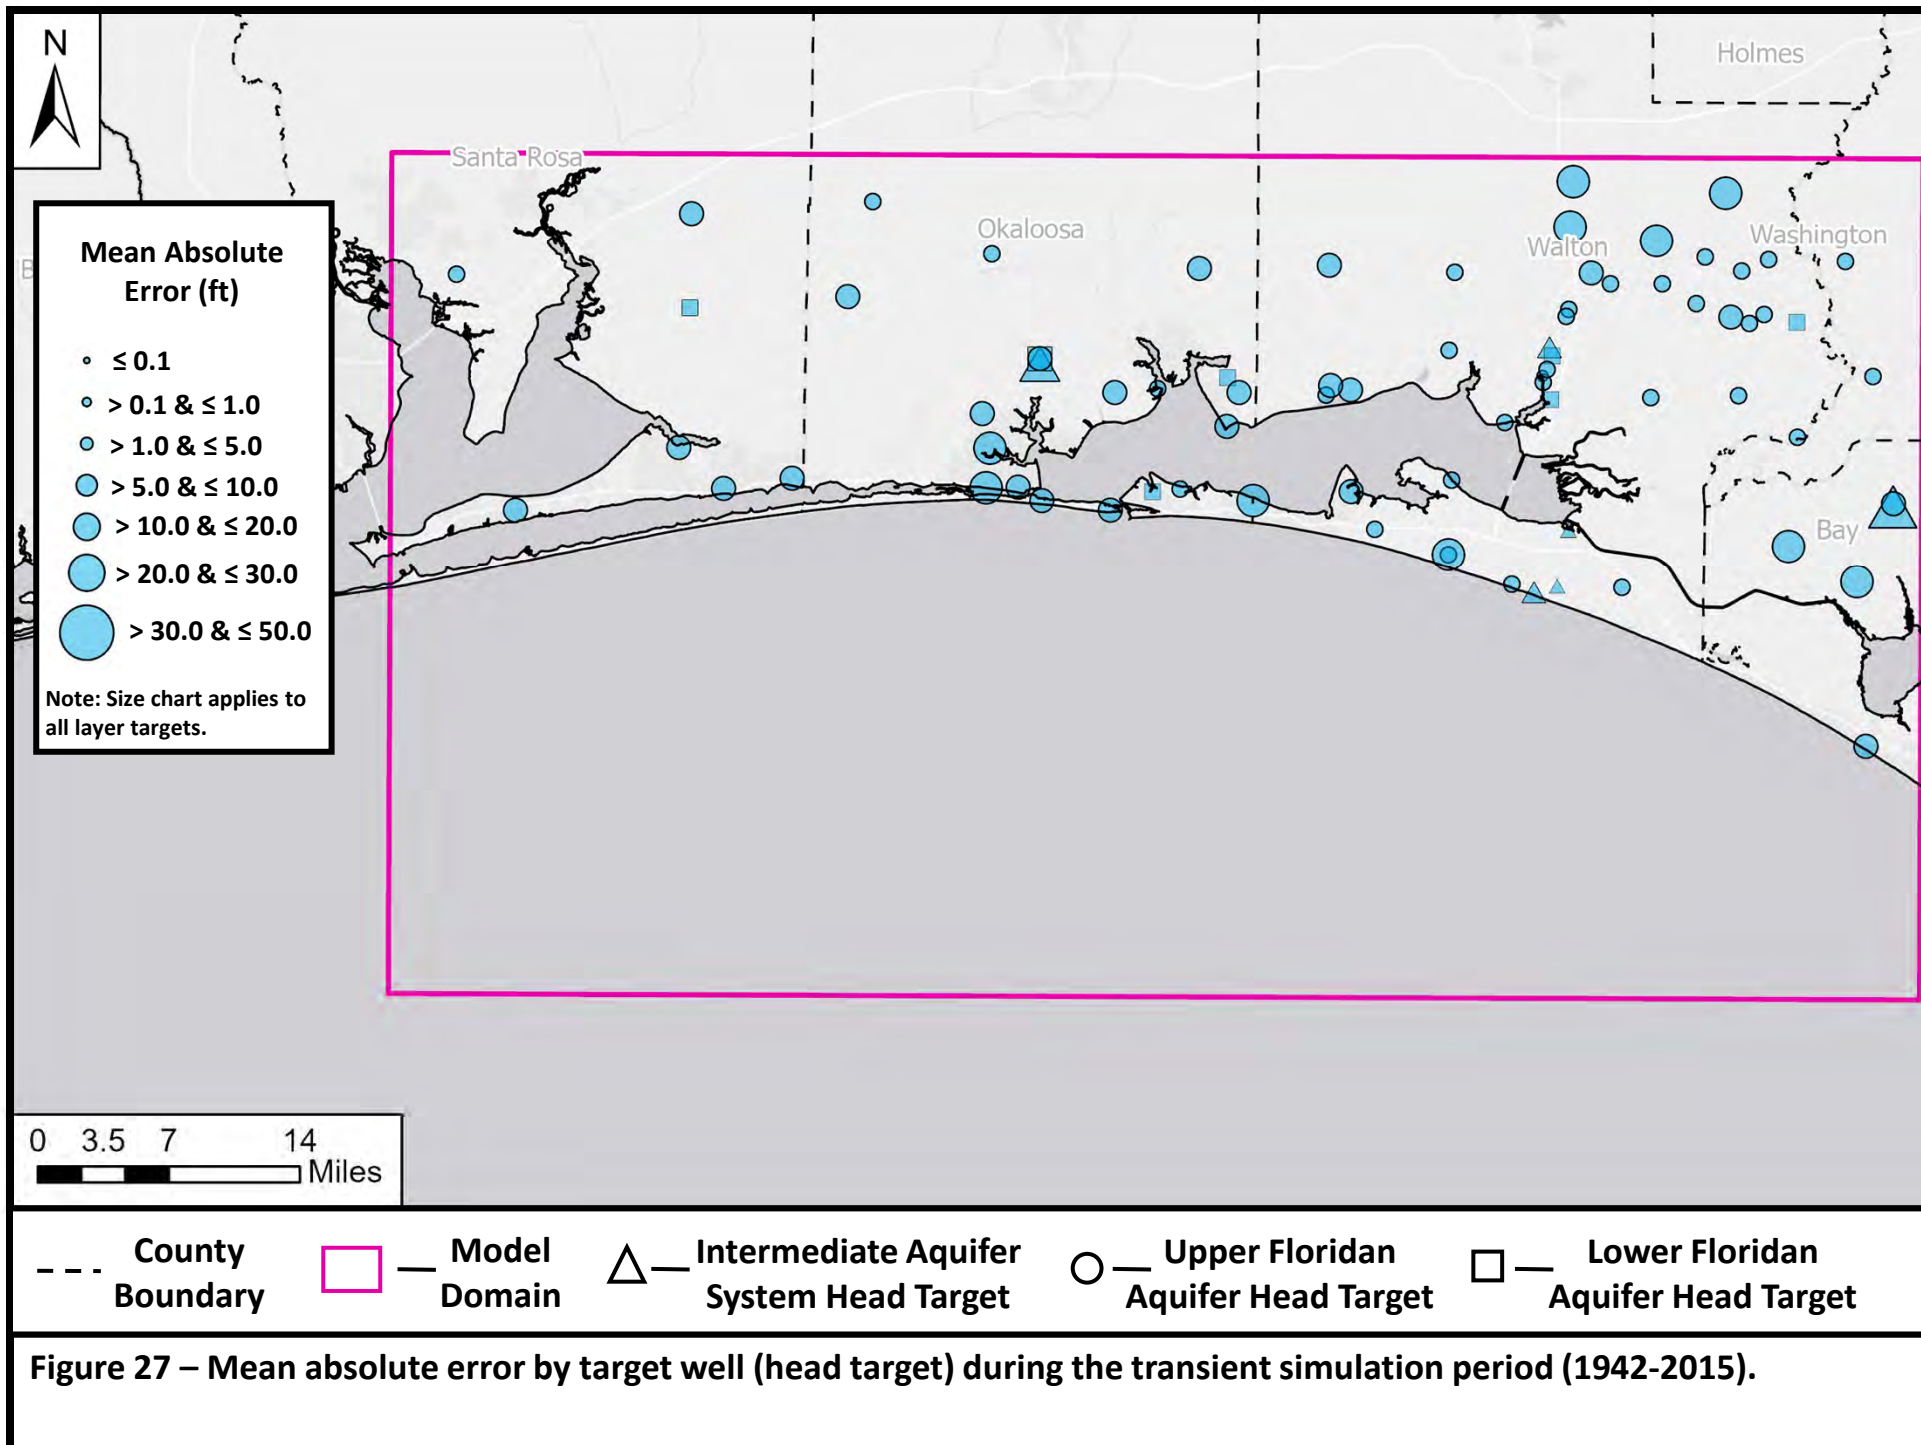 N
Holmes
Santa Rosa
Okaloosa
Walton
Washington
B
Bay
Mean Absolute
Error (ft)
≤ 0.1
> 0.1 & ≤ 1.0
> 1.0 & ≤ 5.0
> 5.0 & ≤ 10.0
> 10.0 & ≤ 20.0
> 20.0 & ≤ 30.0
> 30.0 & ≤ 50.0
Note: Size chart applies to
all layer targets.
0 3.5 7 14
Miles
County
Boundary
Model
Domain
Intermediate Aquifer
System Head Target
Upper Floridan
Aquifer Head Target
Lower Floridan
Aquifer Head Target
Figure 27 – Mean absolute error by target well (head target) during the transient simulation period (1942-2015).